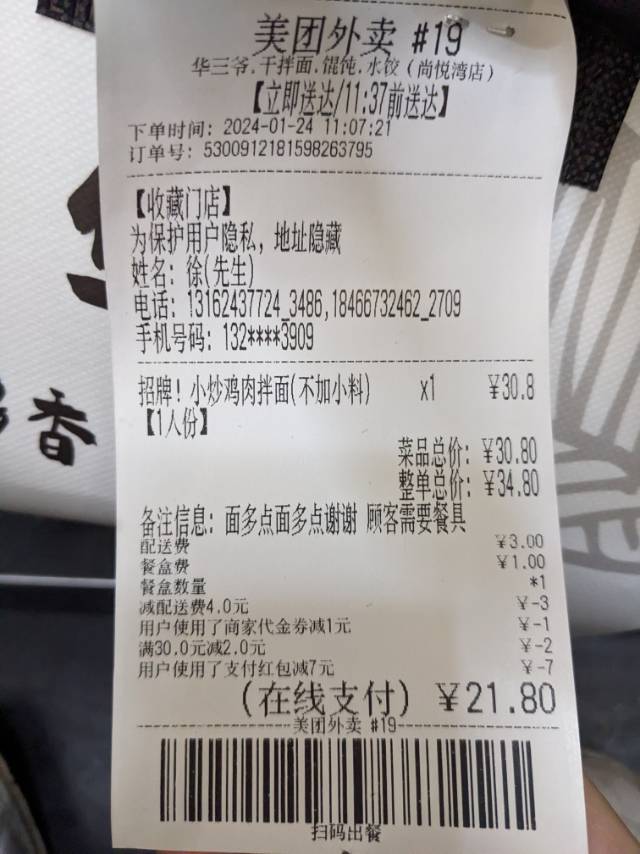 美团外卖 #19
华三爷.干拌面.馄饨.水饺(尚悦湾店)
【立即送达/11:37前送达】
下单时间: 2024-01-24 11:07:21
订单号: 5300912181598263795
【收藏门店】
为保护用户隐私, 地址隐藏
姓名: 徐(先生)
电话: 13162437724_3486,18466732462_2709
手机号码: 132****3909
招牌! 小炒鸡肉拌面(不加小料) x1 ¥30.8
【1人份】
菜品总价: ¥30.80
整单总价: ¥34.80
备注信息: 面多点面多点谢谢 顾客需要餐具
配送费 ¥3.00
餐盒费 ¥1.00
餐盒数量 *1
减配送费4.0元 ¥-3
用户使用了商家代金券减1元 ¥-1
满30.0元减2.0元 ¥-2
用户使用了支付红包减7元 ¥-7
(在线支付) ¥21.80
美团外卖 #19
扫码出餐
香